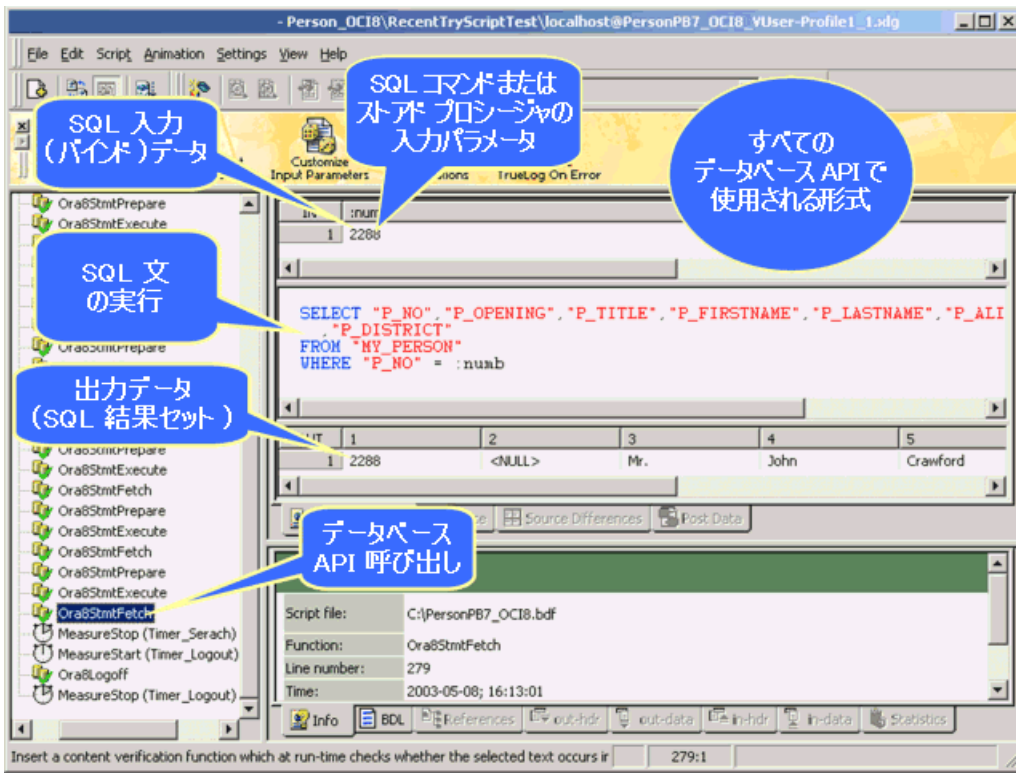 - Person_OCI8\RecentTryScriptTest\localhost@PersonPB7_OCI8_VUser-Profile1_1.xlg
File Edit Script Animation Settings View Help
SQL コマンドまたは
ストアド プロシージャの
入力パラメータ
SQL 入力
(バインド)データ
すべての
データベース API で
使用される形式
Customize
Input Parameters
TrueLog On Error
Ora8StmtPrepare
Ora8StmtExecute
1 2288
SQL 文
の実行
SELECT "P_NO","P_OPENING","P_TITLE","P_FIRSTNAME","P_LASTNAME","P_ALI
,"P_DISTRICT"
FROM "MY_PERSON"
WHERE "P_NO" = :numb
Ora8StmtPrepare
出力データ
(SQL 結果セット)
1 2 3 4 5
1 2288 <NULL> Mr. John Crawford
Ora8StmtPrepare
Ora8StmtExecute
Ora8StmtFetch
Ora8StmtPrepare
Ora8StmtExecute
Ora8StmtFetch
Ora8StmtPrepare
Ora8StmtExecute
Ora8StmtFetch
MeasureStop (Timer_Serach)
MeasureStart (Timer_Logout)
Ora8Logoff
MeasureStop (Timer_Logout)
Source Differences Post Data
データベース
API 呼び出し
Script file: C:\PersonPB7_OCI8.bdf
Function: Ora8StmtFetch
Line number: 279
Time: 2003-05-08; 16:13:01
Info BDL References out-hdr out-data in-hdr in-data Statistics
Insert a content verification function which at run-time checks whether the selected text occurs ir 279:1